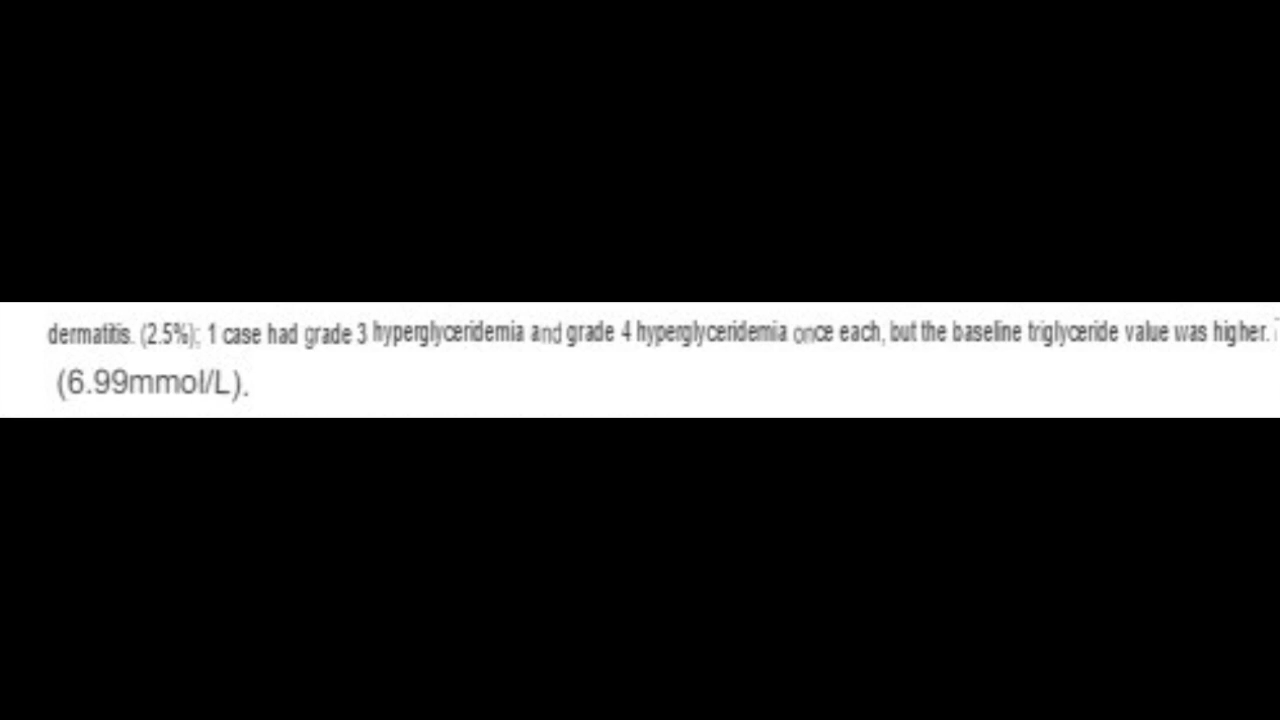 dermatitis. (2.5%); 1 case had grade 3 hyperglyceridemia and grade 4 hyperglyceridemia once each, but the baseline triglyceride value was higher.
(6.99mmol/L).